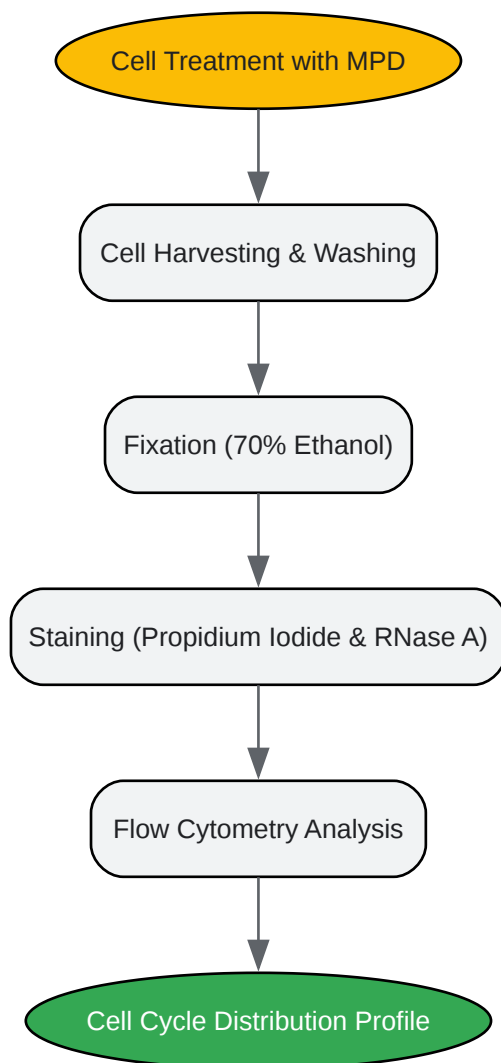 Cell Treatment with MPD
Cell Harvesting & Washing
Fixation (70% Ethanol)
Staining (Propidium Iodide & RNase A)
Flow Cytometry Analysis
Cell Cycle Distribution Profile